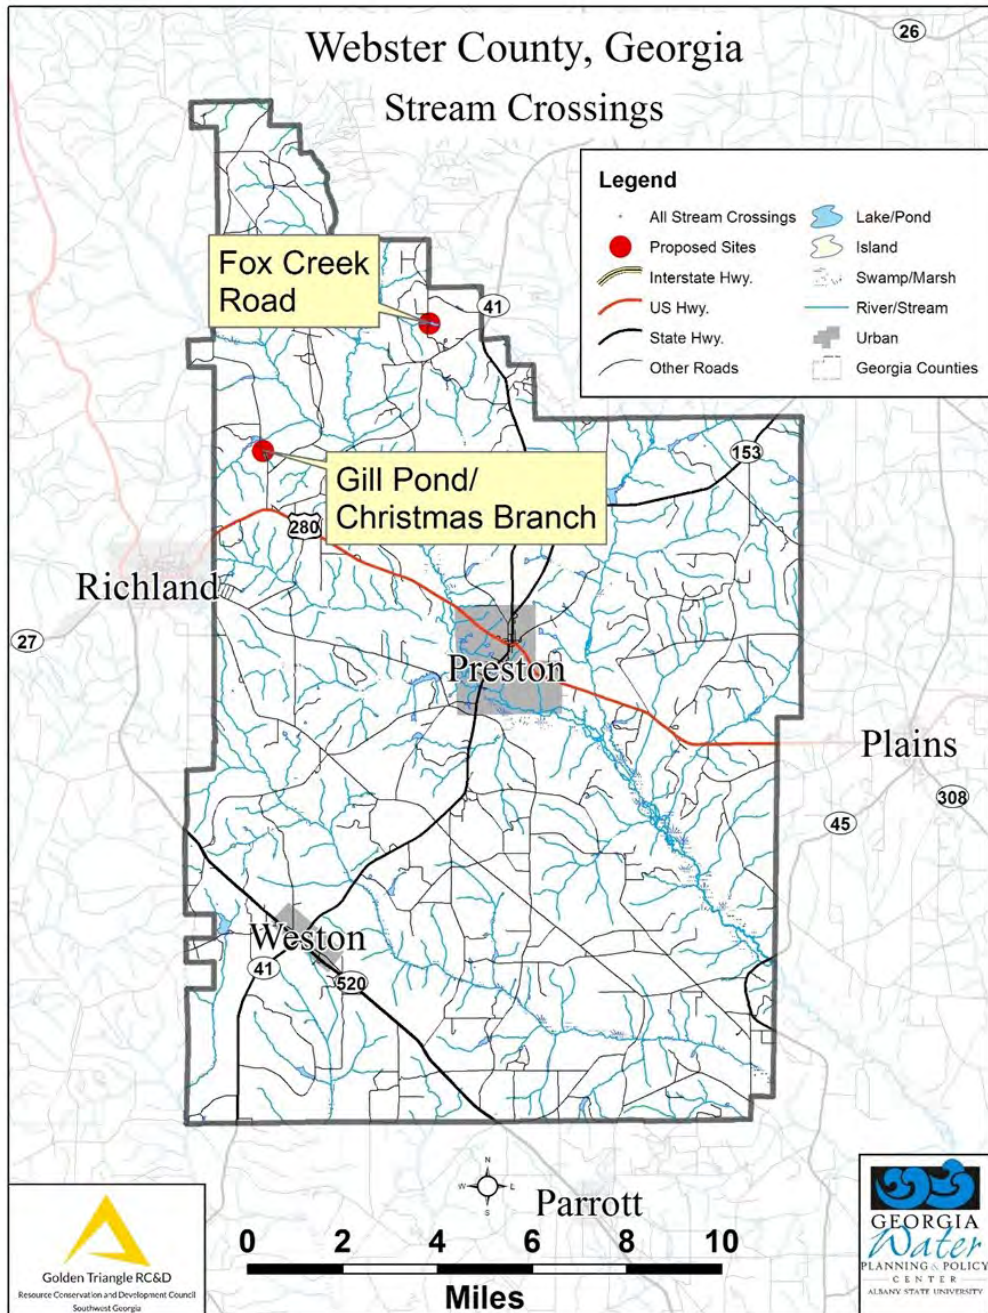 Webster County, Georgia
Stream Crossings
26
Legend
All Stream Crossings
Proposed Sites
Interstate Hwy.
US Hwy.
State Hwy.
Other Roads
Lake/Pond
Island
Swamp/Marsh
River/Stream
Urban
Georgia Counties
Fox Creek
Road
41
153
Gill Pond/
Christmas Branch
280
Richland
27
Preston
Plains
308
45
Weston
41
520
N
W E
S
Parrott
0 2 4 6 8 10
Miles
Golden Triangle RC&D
Resource Conservation and Development Council
Southwest Georgia
GEORGIA
Water
PLANNING & POLICY
CENTER
ALBANY STATE UNIVERSITY